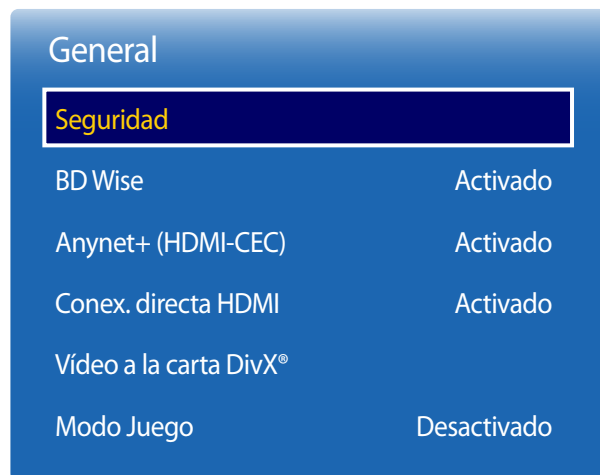 General
Seguridad
BD Wise Activado
Anynet+ (HDMI-CEC) Activado
Conex. directa HDMI Activado
Vídeo a la carta DivX®
Modo Juego Desactivado